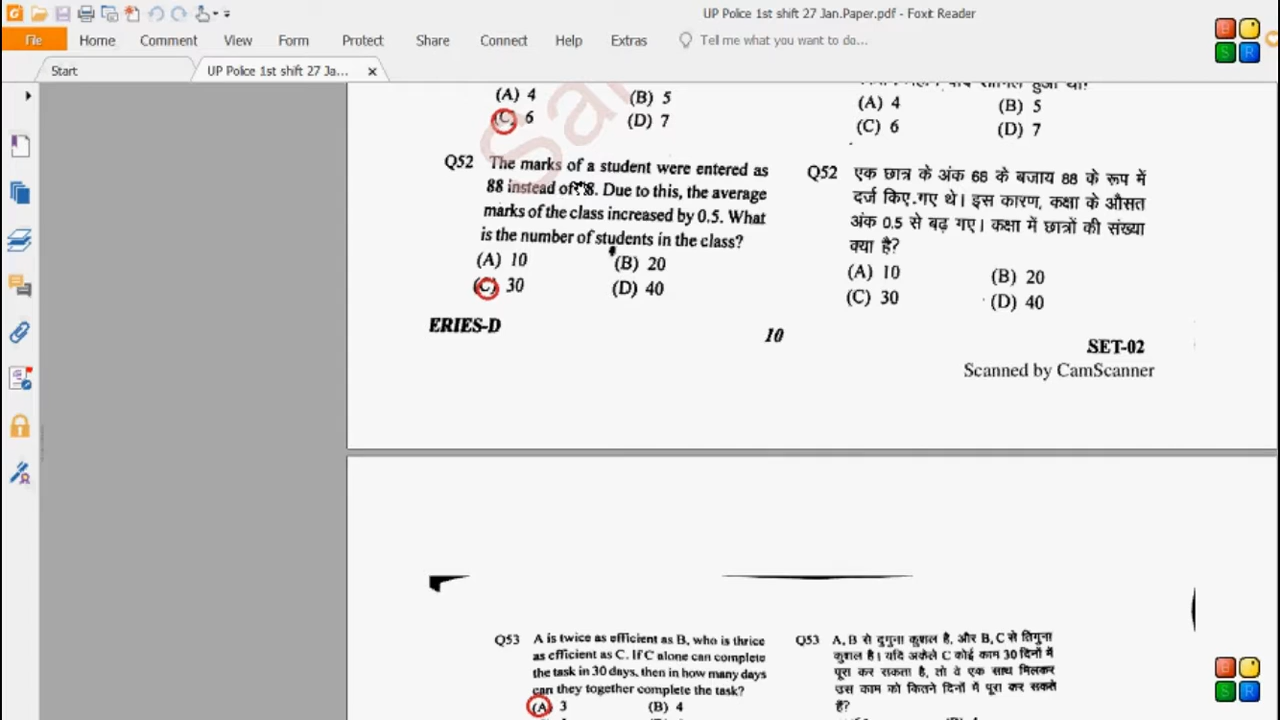 UP Police 1st shift 27 Jan.Paper.pdf - Foxit Reader
File Home Comment View Form Protect Share Connect Help Extras Tell me what you want to do...
Start UP Police 1st shift 27 Ja...
(A) 4 (B) 5
(C) 6 (D) 7
(A) 4 (B) 5
(C) 6 (D) 7
Q52 The marks of a student were entered as
88 instead of 8. Due to this, the average
marks of the class increased by 0.5. What
is the number of students in the class?
(A) 10 (B) 20
(C) 30 (D) 40
Q52 एक छात्र के अंक 68 के बजाय 88 के रूप में
दर्ज किए गए थे। इस कारण, कक्षा के औसत
अंक 0.5 से बढ़ गए। कक्षा में छात्रों की संख्या
क्या है?
(A) 10 (B) 20
(C) 30 (D) 40
ERIES-D
10
SET-02
Scanned by CamScanner
Q53 A is twice as efficient as B, who is thrice
as efficient as C. If C alone can complete
the task in 30 days, then in how many days
can they together complete the task?
(A) 3 (B) 4
Q53 A, B से दुगुना कुशल है, और B, C से तिगुना
कुशल है। यदि अकेले C कोई काम 30 दिनों में
पूरा कर सकता है, तो वे एक साथ मिलकर
उस काम को कितने दिनों में पूरा कर सकते
हैं?
B
S R
B
S R